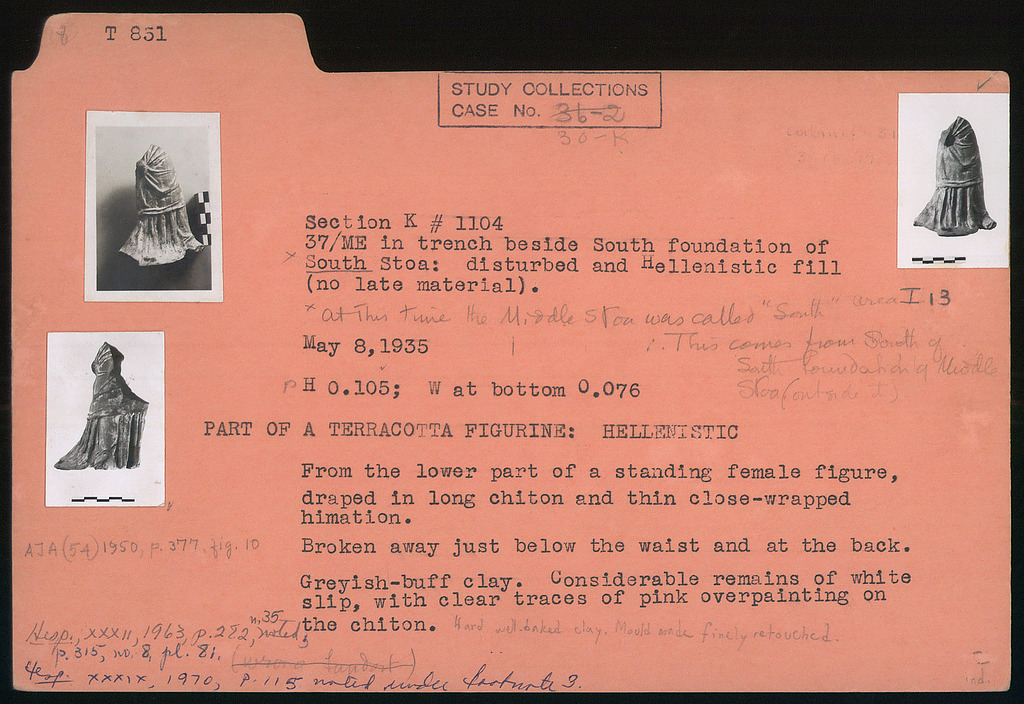 T 851
STUDY COLLECTIONS
CASE No. 36-2
30-K
Section K # 1104
37/ME in trench beside South foundation of
× South Stoa: disturbed and Hellenistic fill
(no late material).
× at This time the Middle Stoa was called "South" area I 13
May 8,1935
∴ This comes from South of
South Foundation of Middle
Stoa (outside it)
P H 0.105; W at bottom 0.076
PART OF A TERRACOTTA FIGURINE: HELLENISTIC
From the lower part of a standing female figure,
draped in long chiton and thin close-wrapped
himation.
AJA (54) 1950, p. 377, fig. 10
Broken away just below the waist and at the back.
Greyish-buff clay. Considerable remains of white
slip, with clear traces of pink overpainting on
the chiton. Hard well-baked clay. Mould made finely retouched.
Hesp., XXXII, 1963, p. 282, n. 35, noted;
p. 315, no. 8, pl. 81.
Hesp. XXXIX, 1970, p. 115 noted under footnote 3.
ind.